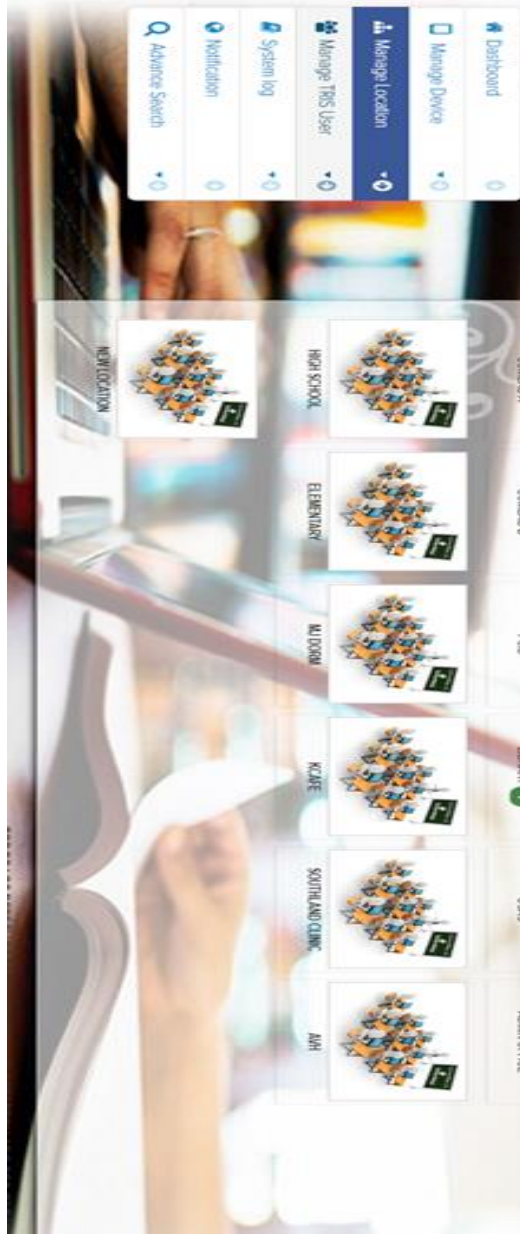 Dashboard
Manage Device
Manage Location
Manage TRIS User
System log
Notification
Advance Search
HIGH SCHOOL
ELEMENTARY
MJ DORM
KCAFE
SOUTHLAND CLINIC
AVH
NEW LOCATION